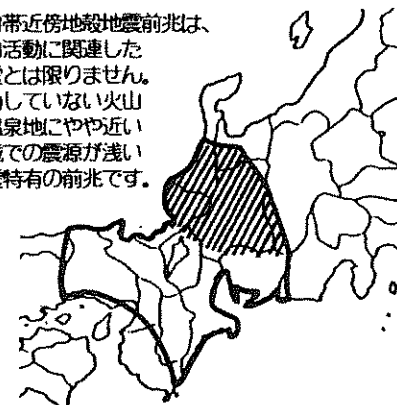 帯近傍地殻地震前兆は、
活動に関連した
とは限りません。
していない火山
泉地にやや近い
での震源が浅い
特有の前兆です。